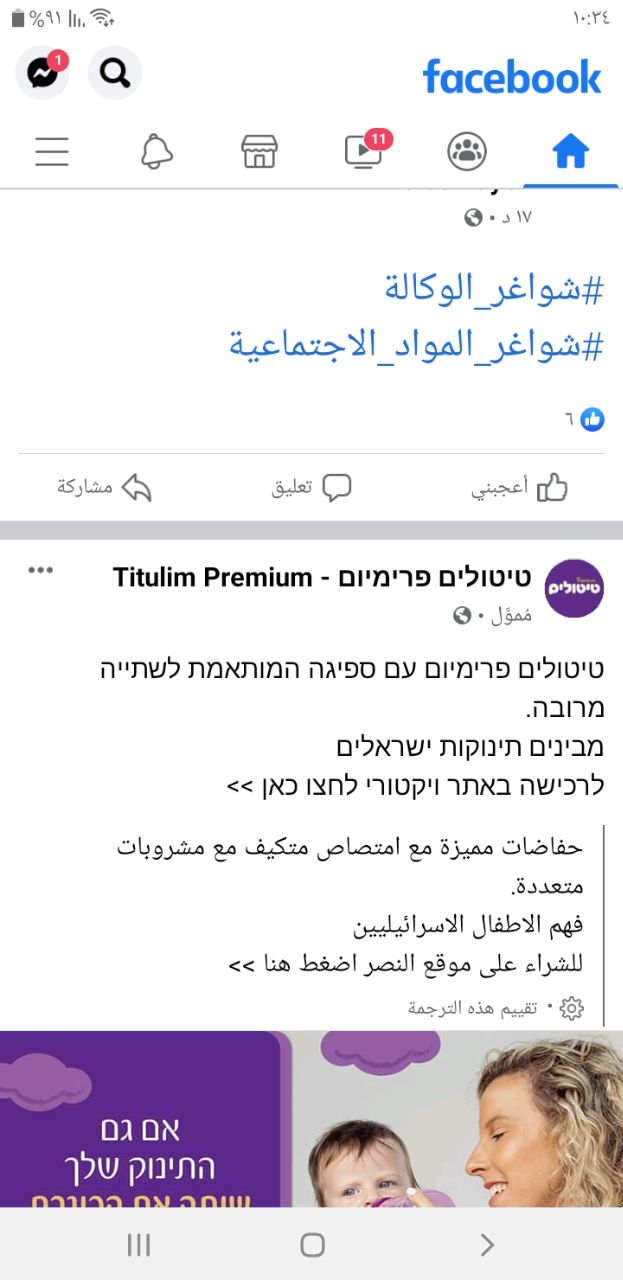 %٩١
١٠:٣٤
1
facebook
11
١٧ د •
#شواغر_الوكالة
#شواغر_المواد_الاجتماعية
٦
أعجبني
تعليق
مشاركة
טיטולים פרימיום - Titulim Premium
טיטולים
مُموَّل •
טיטולים פרימיום עם ספיגה המותאמת לשתייה
מרובה.
מבינים תינוקות ישראלים
לרכישה באתר ויקטורי לחצו כאן >>
حفاضات مميزة مع امتصاص متكيف مع مشروبات
متعددة.
فهم الاطفال الاسرائيليين
للشراء على موقع النصر اضغط هنا >>
• تقييم هذه الترجمة
אם גם
התינוק שלך
שותה את הכורכת